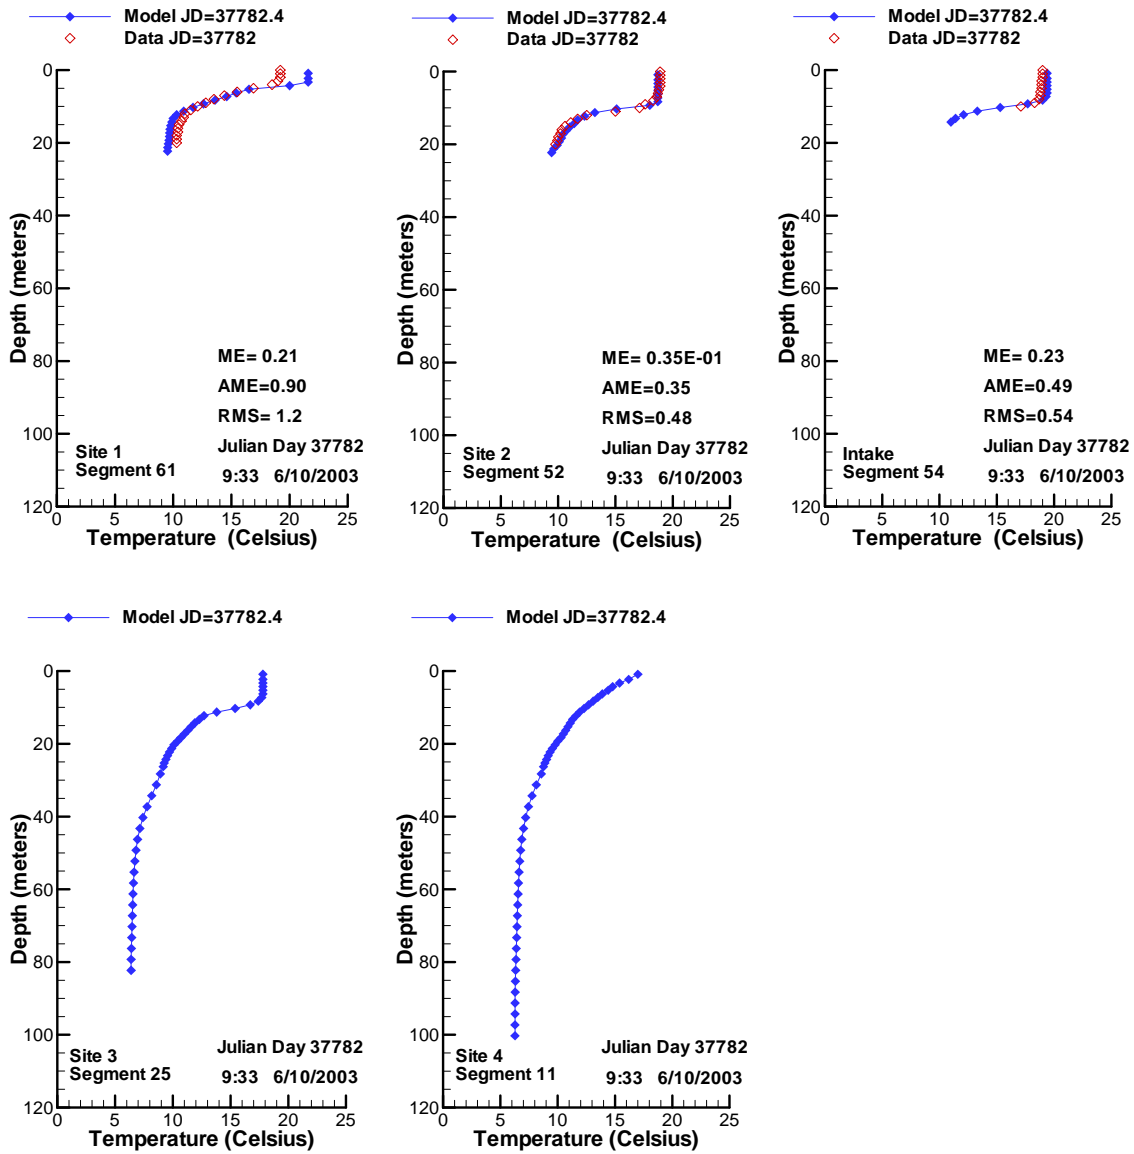 Model JD=37782.4
Data JD=37782
0
20
40
60
80
100
120
Depth (meters)
ME= 0.21
AME=0.90
RMS= 1.2
Julian Day 37782
9:33 6/10/2003
Site 1
Segment 61
0 5 10 15 20 25
Temperature (Celsius)
Model JD=37782.4
Data JD=37782
0
20
40
60
80
100
120
Depth (meters)
ME= 0.35E-01
AME=0.35
RMS=0.48
Julian Day 37782
9:33 6/10/2003
Site 2
Segment 52
0 5 10 15 20 25
Temperature (Celsius)
Model JD=37782.4
Data JD=37782
0
20
40
60
80
100
120
Depth (meters)
ME= 0.23
AME=0.49
RMS=0.54
Julian Day 37782
9:33 6/10/2003
Intake
Segment 54
0 5 10 15 20 25
Temperature (Celsius)
Model JD=37782.4
0
20
40
60
80
100
120
Depth (meters)
Julian Day 37782
9:33 6/10/2003
Site 3
Segment 25
0 5 10 15 20 25
Temperature (Celsius)
Model JD=37782.4
0
20
40
60
80
100
120
Depth (meters)
Julian Day 37782
9:33 6/10/2003
Site 4
Segment 11
0 5 10 15 20 25
Temperature (Celsius)